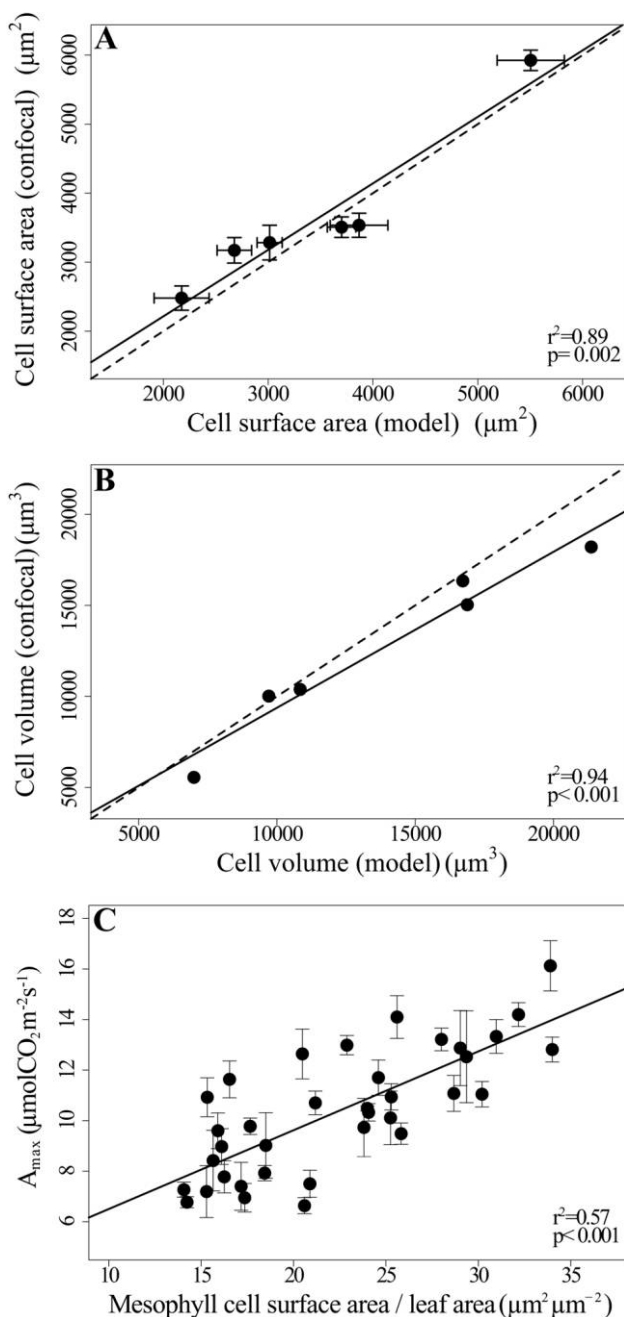 A
Cell surface area (confocal) (μm²)
6000
5000
4000
3000
2000
r²=0.89
p= 0.002
2000 3000 4000 5000 6000
Cell surface area (model) (μm²)
B
Cell volume (confocal) (μm³)
20000
15000
10000
5000
r²=0.94
p< 0.001
5000 10000 15000 20000
Cell volume (model) (μm³)
C
Amax (μmolCO₂m⁻²s⁻¹)
18
16
14
12
10
8
6
r²=0.57
p<0.001
10 15 20 25 30 35
Mesophyll cell surface area / leaf area (μm²μm⁻²)